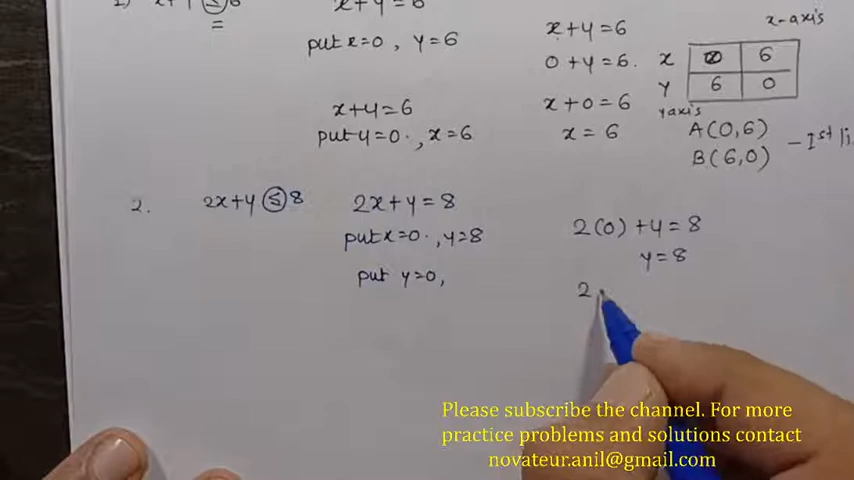 x+y = 6
put x=0 , y=6
x+y=6
put y=0. , x=6
x+y=6
0 +y=6.
x+0=6
x=6
x-axis
x 0 6
y 6 0
y axis
A(0,6)
B(6,0) - Ist li
2. 2x+y ≤ 8
2x+y=8
put x=0., y=8
put y=0,
2(0) +y=8
y=8
2
Please subscribe the channel. For more
practice problems and solutions contact
novateur.anil@gmail.com